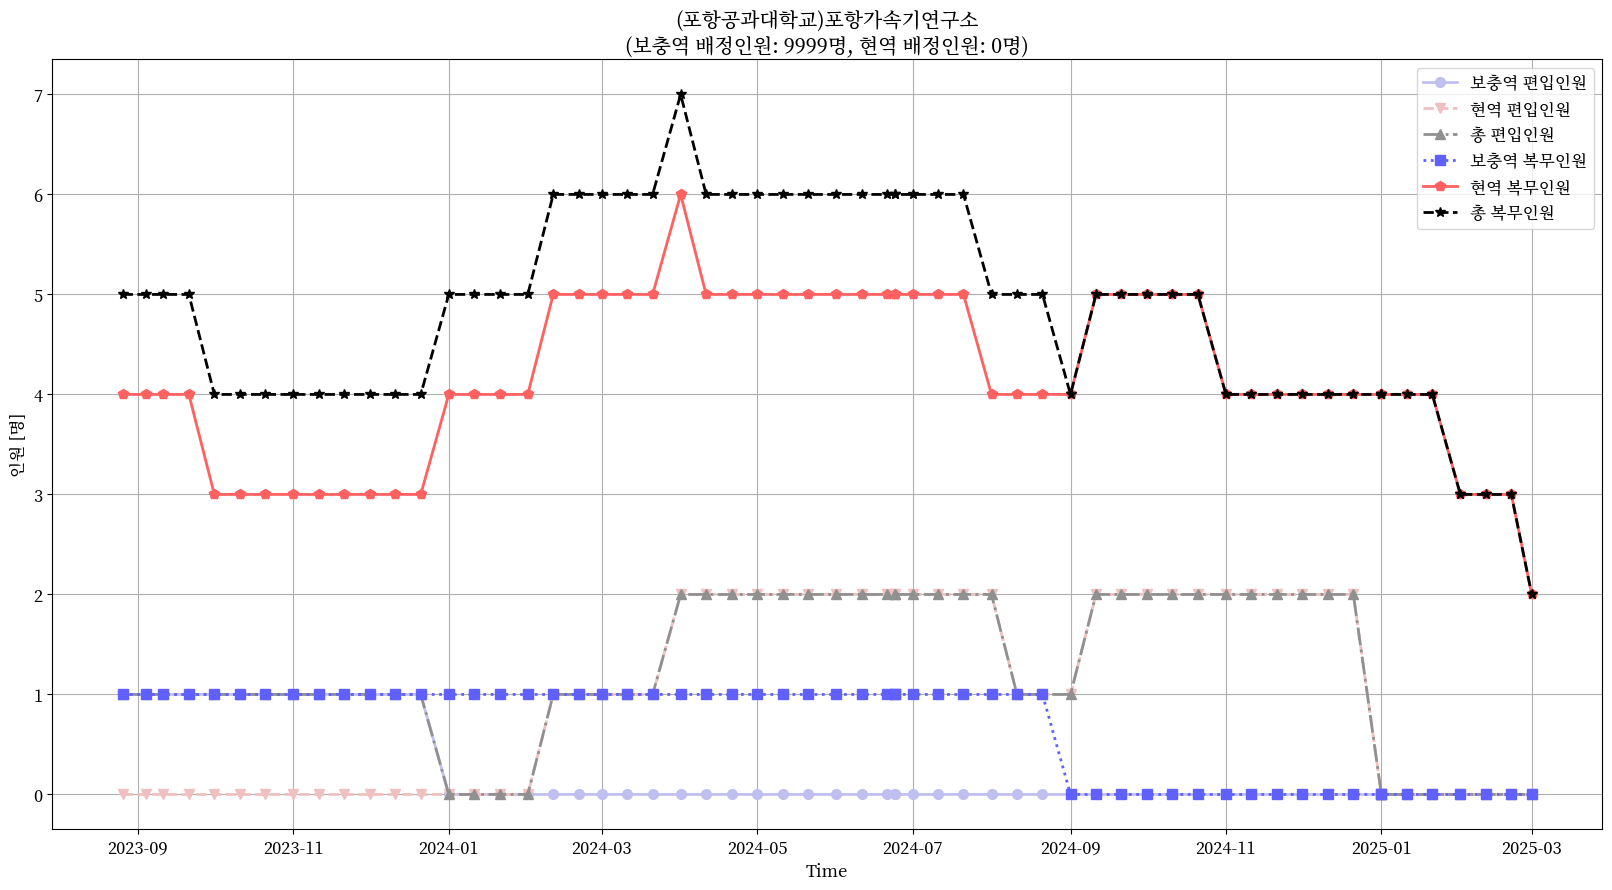 (포항공과대학교)포항가속기연구소
(보충역 배정인원: 9999명, 현역 배정인원: 0명)
보충역 편입인원
현역 편입인원
총 편입인원
보충역 복무인원
현역 복무인원
총 복무인원
인원 [명]
7
6
5
4
3
2
1
0
2023-09 2023-11 2024-01 2024-03 2024-05 2024-07 2024-09 2024-11 2025-01 2025-03
Time